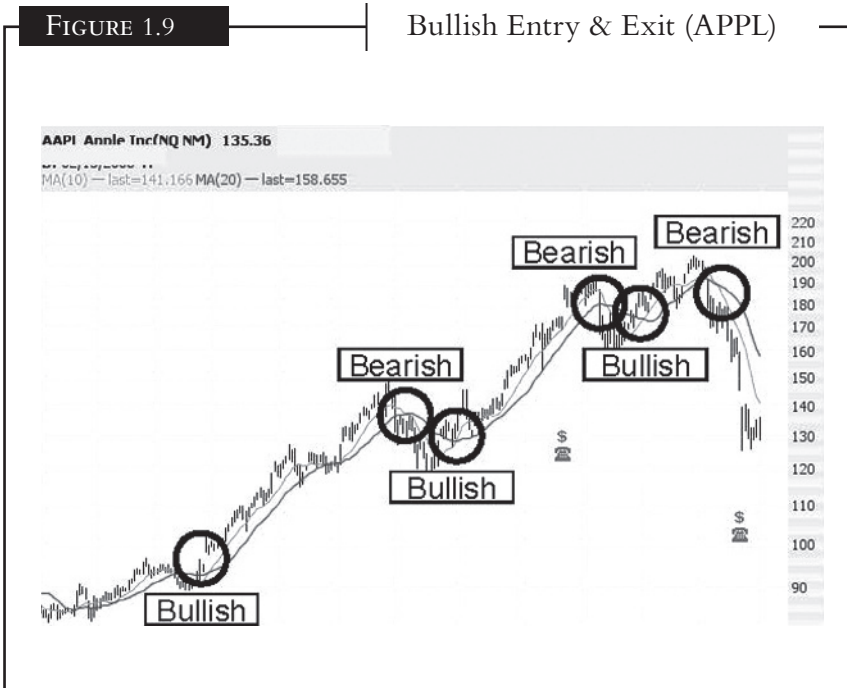 FIGURE 1.9
Bullish Entry & Exit (APPL)
AAPL Apple Inc(NQ NM) 135.36
MA(10) — last=141.166 MA(20) — last=158.655
Bearish
Bearish
Bearish
Bullish
Bullish
Bullish
220
210
200
190
180
170
160
150
140
130
120
110
100
90
$
$